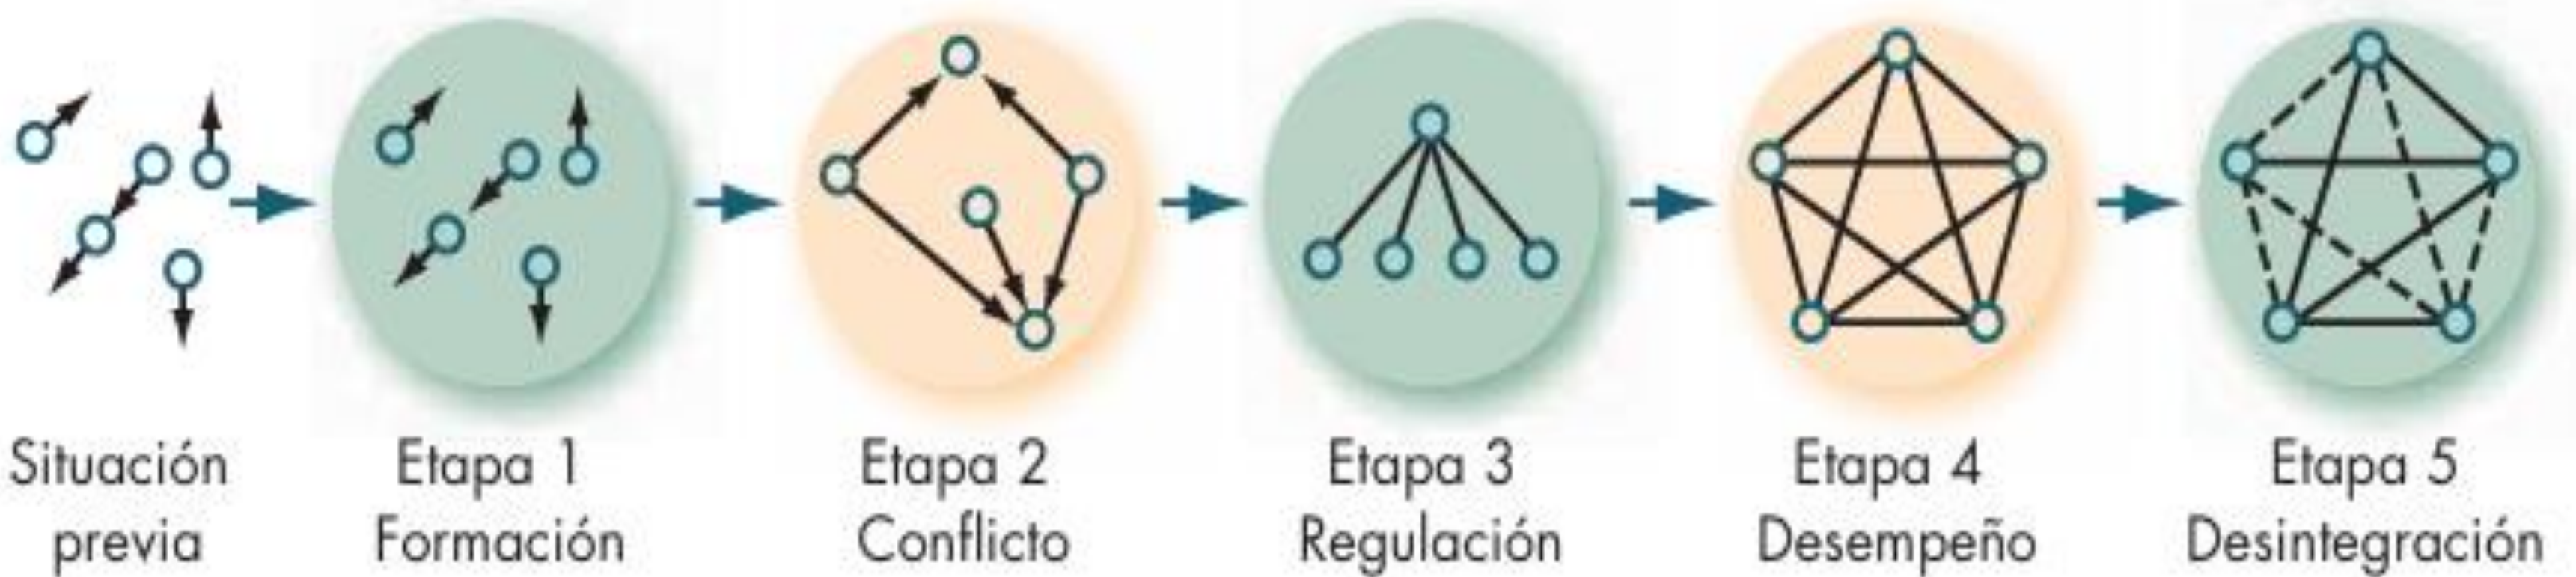 Situación
previa
Etapa 1
Formación
Etapa 2
Conflicto
Etapa 3
Regulación
Etapa 4
Desempeño
Etapa 5
Desintegración